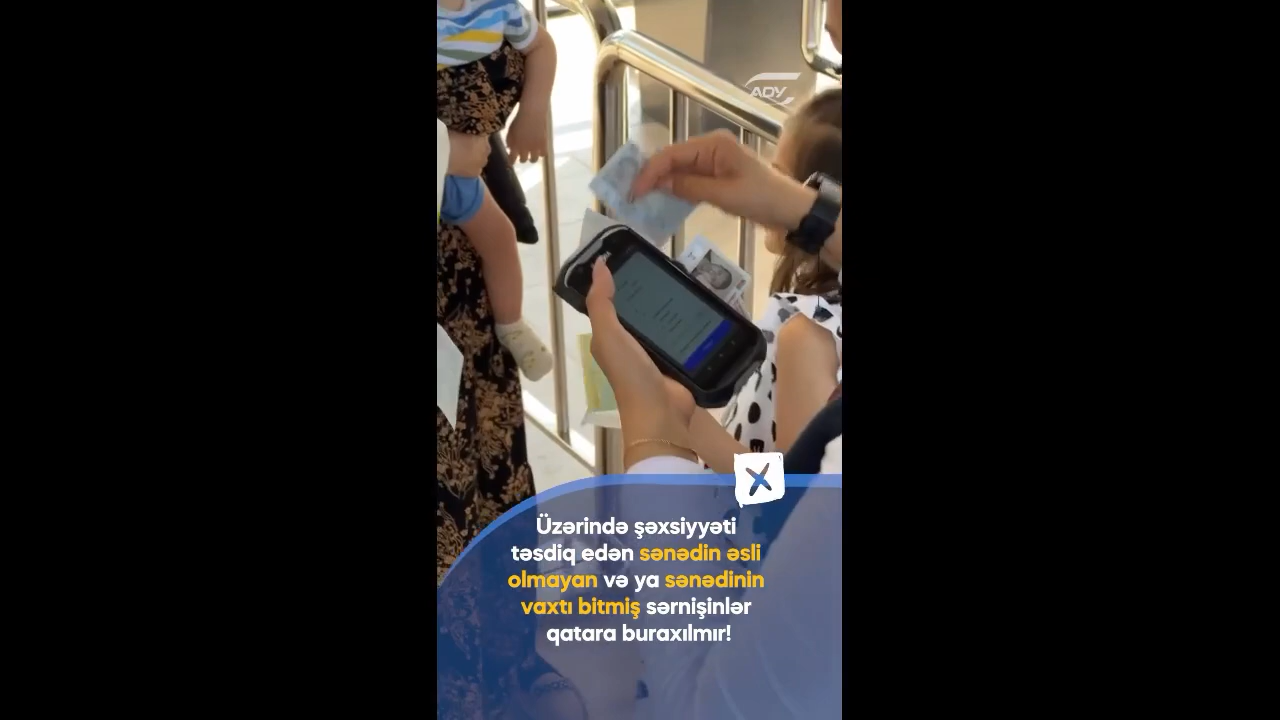 ADY
Üzərində şəxsiyyəti
təsdiq edən sənədin əsli
olmayan və ya sənədinin
vaxtı bitmiş sərnişinlər
qatara buraxılmır!